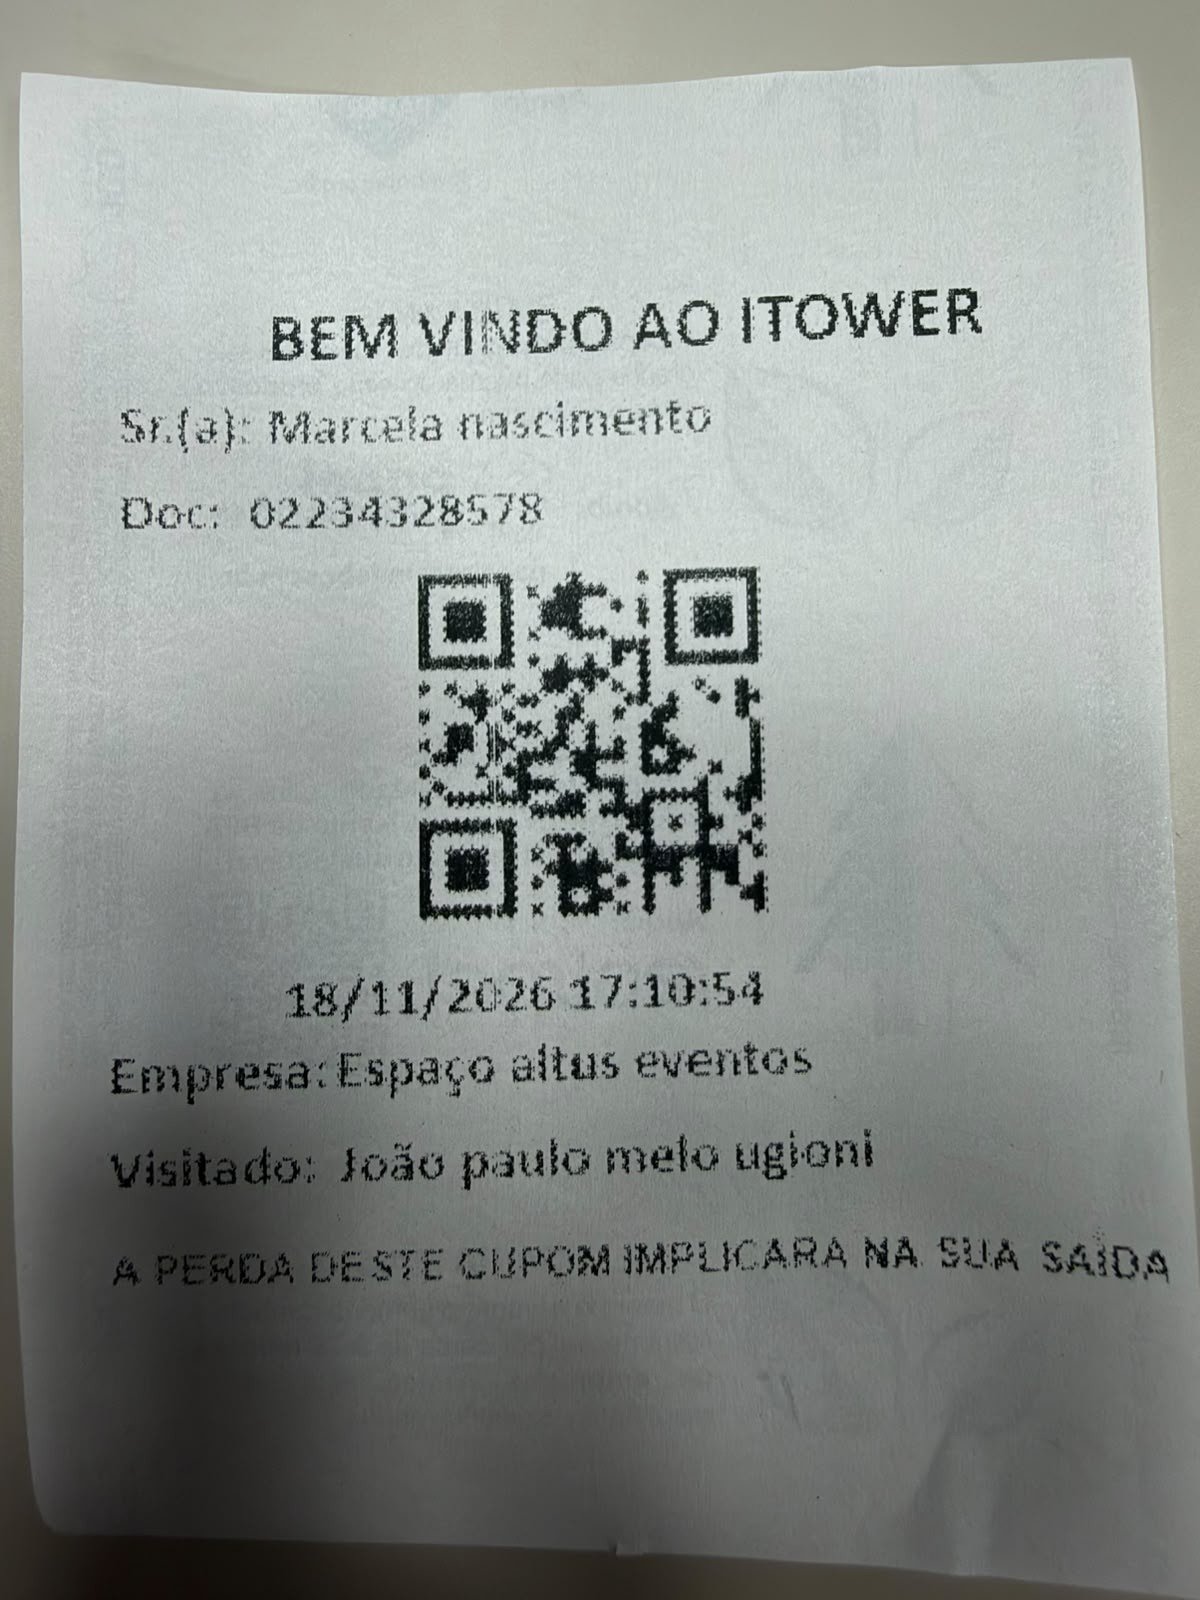 BEM VINDO AO ITOWER
Sr.(a): Marcela nascimento
Doc: 02234328578
18/11/2026 17:10:54
Empresa: Espaço altus eventos
Visitado: João paulo melo ugioni
A PERDA DESTE CUPOM IMPLICARA NA SUA SAÍDA